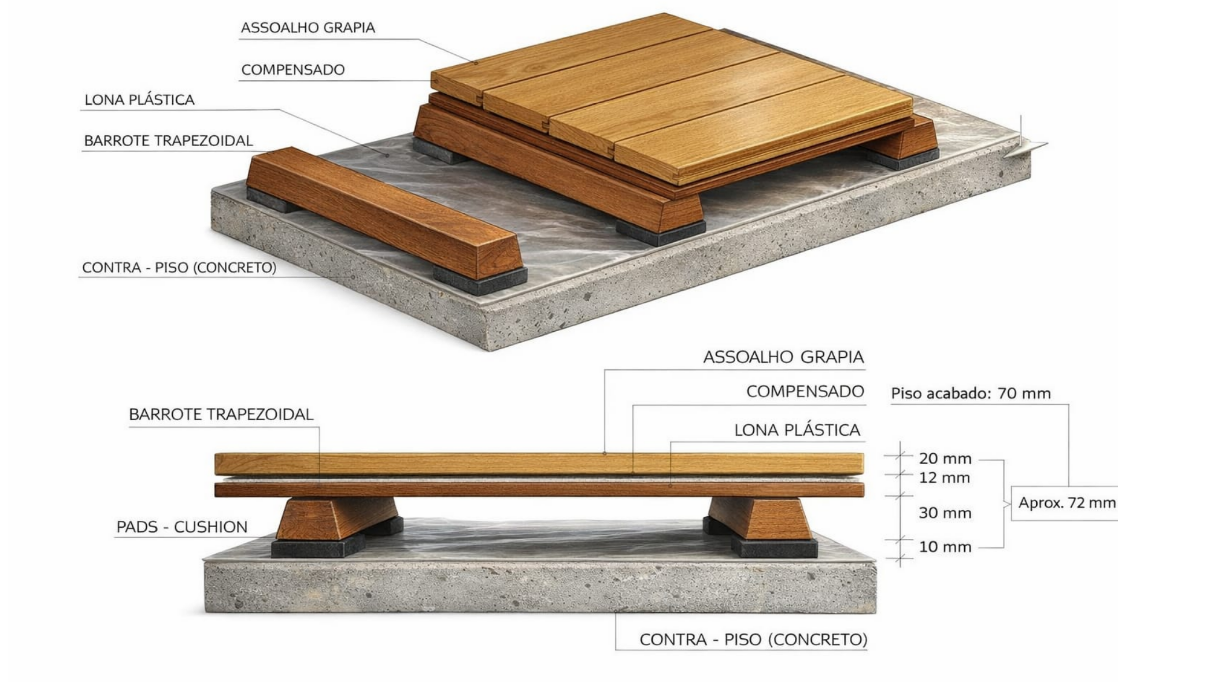 ASSOALHO GRAPIA
COMPENSADO
LONA PLÁSTICA
BARROTE TRAPEZOIDAL
CONTRA - PISO (CONCRETO)
ASSOALHO GRAPIA
COMPENSADO
Piso acabado: 70 mm
BARROTE TRAPEZOIDAL
LONA PLÁSTICA
20 mm
12 mm
30 mm
Aprox. 72 mm
PADS - CUSHION
10 mm
CONTRA - PISO (CONCRETO)